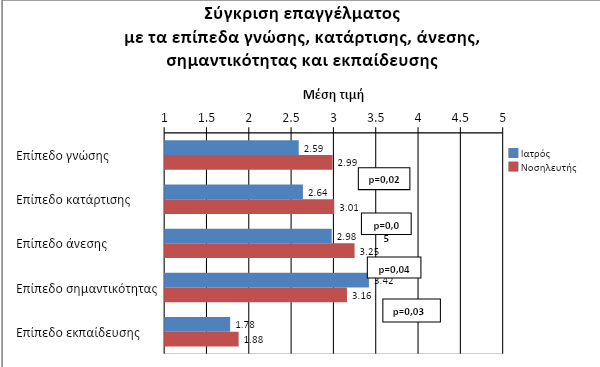 Σύγκριση επαγγέλματος
με τα επίπεδα γνώσης, κατάρτισης, άνεσης,
σημαντικότητας και εκπαίδευσης
Μέση τιμή
1 1.5 2 2.5 3 3.5 4 4.5 5
Επίπεδο γνώσης
2.59
2.99
p=0,02
Επίπεδο κατάρτισης
2.64
3.01
p=0,0
5
Επίπεδο άνεσης
2.98
3.25
p=0,04
Επίπεδο σημαντικότητας
3.42
3.16
p=0,03
Επίπεδο εκπαίδευσης
1.78
1.88
Ιατρός
Νοσηλευτής